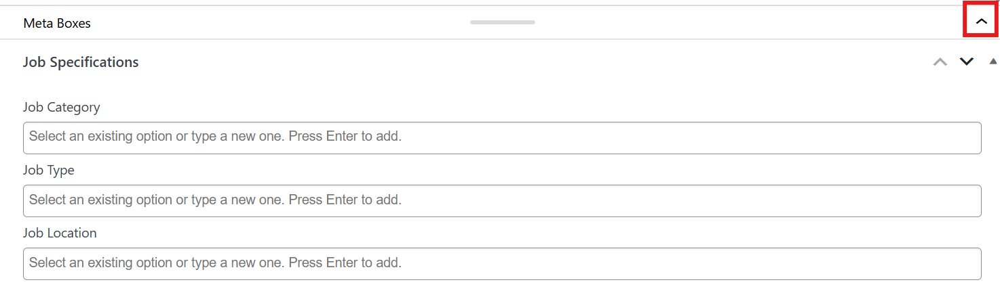 Meta Boxes
Job Specifications
Job Category
Select an existing option or type a new one. Press Enter to add.
Job Type
Select an existing option or type a new one. Press Enter to add.
Job Location
Select an existing option or type a new one. Press Enter to add.